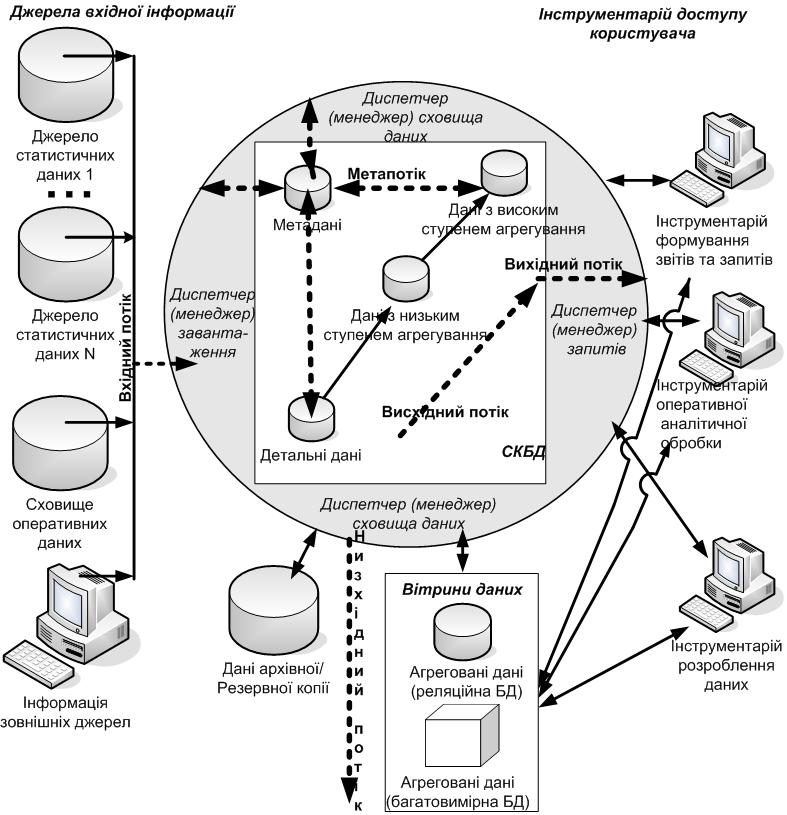 Джерела вхідної інформації
Інструментарій доступу
користувача
Джерело
статистичних
даних 1
Джерело
статистичних
даних N
Сховище
оперативних
даних
Інформація
зовнішніх джерел
Вхідний потік
Диспетчер
(менеджер) сховища
даних
Диспетчер
(менеджер)
заванта-
ження
Метадані
Метапотік
Дані з високим
ступенем агрегування
Дані з низьким
ступенем агрегування
Вихідний потік
Висхідний потік
Детальні дані
СКБД
Диспетчер
(менеджер)
запитів
Диспетчер (менеджер)
сховища даних
Низхідний потік
Дані архівної/
Резервної копії
Вітрини даних
Агреговані дані
(реляційна БД)
Агреговані дані
(багатовимірна БД)
Інструментарій
формування
звітів та запитів
Інструментарій
оперативної
аналітичної
обробки
Інструментарій
розроблення
даних